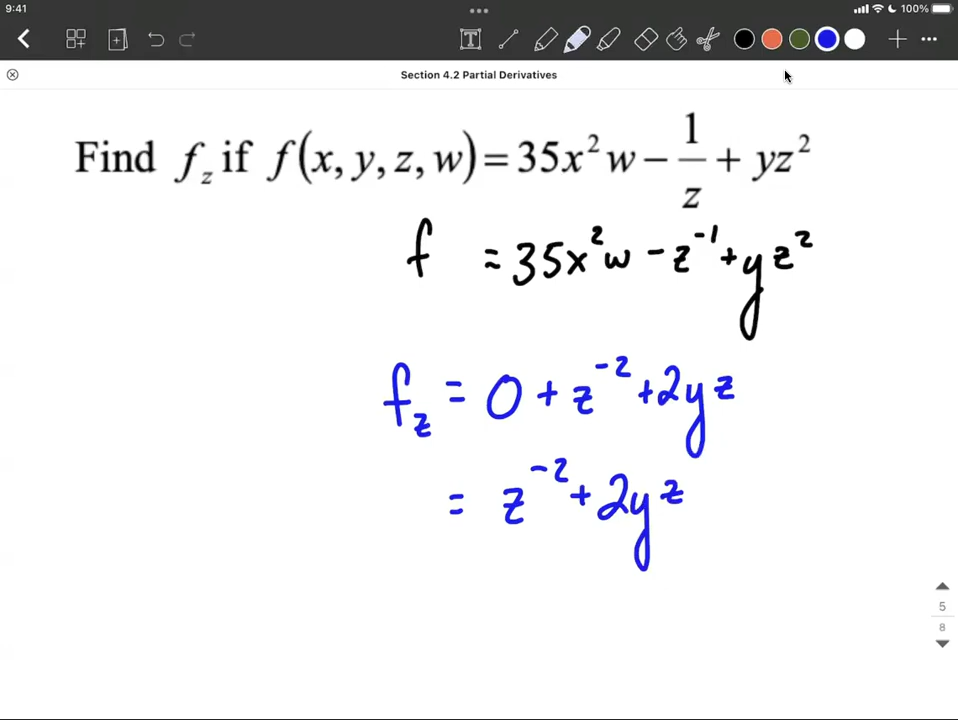 9:41
100%
T
Section 4.2 Partial Derivatives
Find f_z if f(x, y, z, w) = 35x² w − 1/z + yz²
f = 35x²w − z⁻¹ + yz²
f_z = 0 + z⁻² + 2yz
= z⁻² + 2yz
5
8